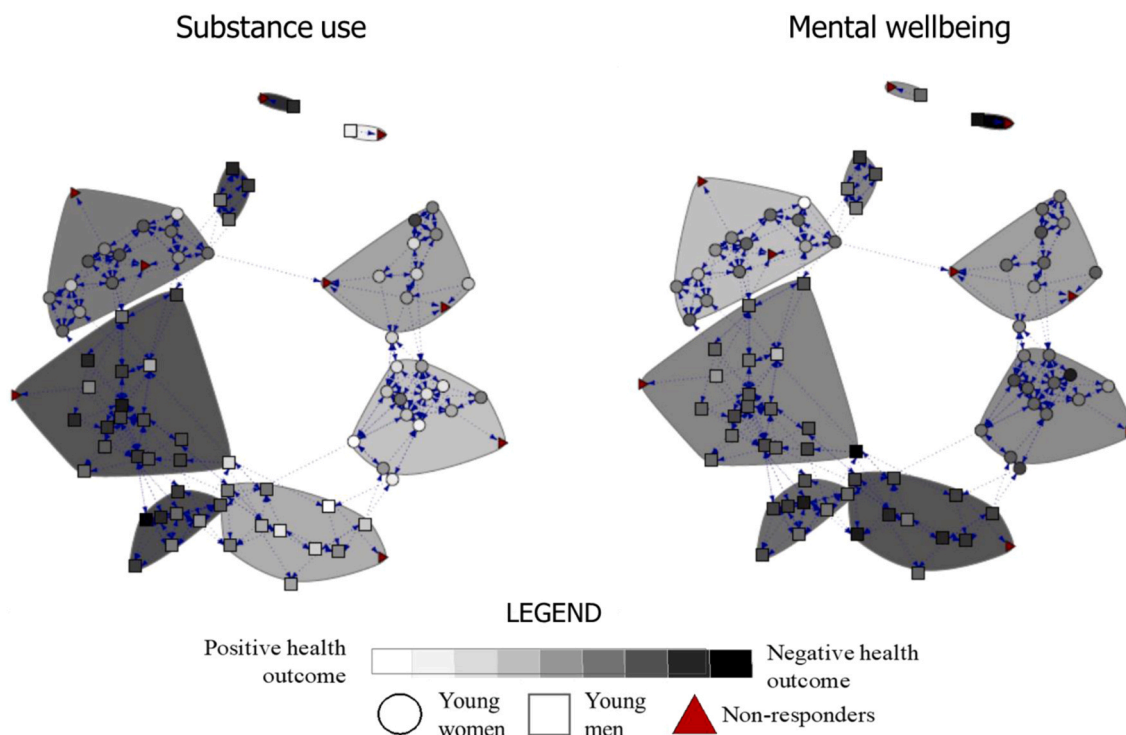 Substance use
Mental wellbeing
LEGEND
Positive health
outcome
Negative health
outcome
Young
women
Young
men
Non-responders